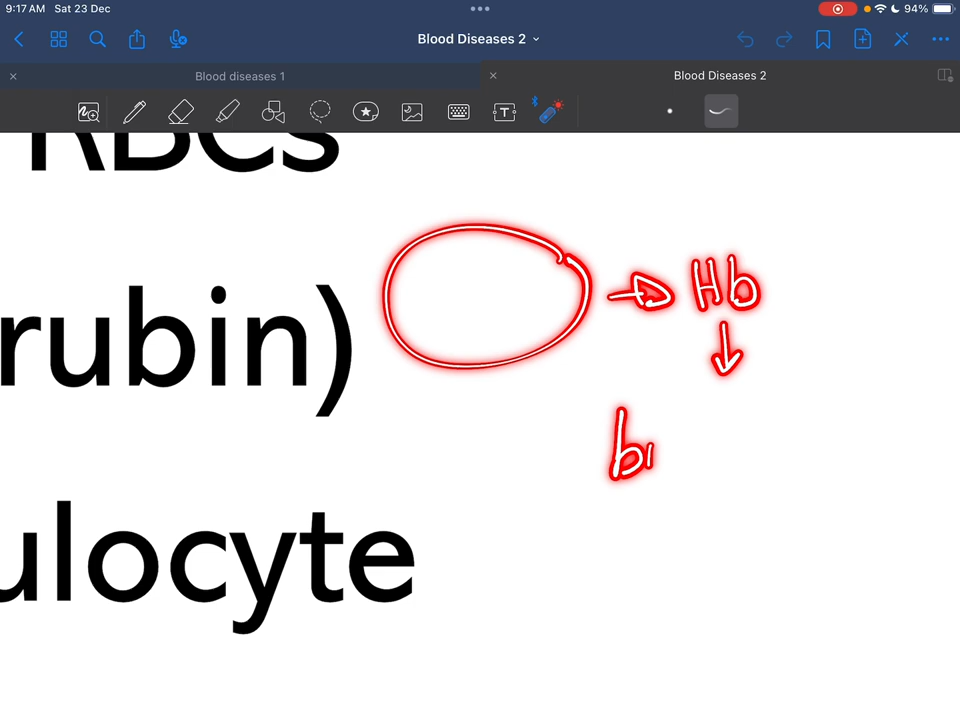 9:17 AM Sat 23 Dec
94%
Blood Diseases 2
Blood diseases 1
Blood Diseases 2
T
RBCs
Hb
rubin)
bi
ulocyte